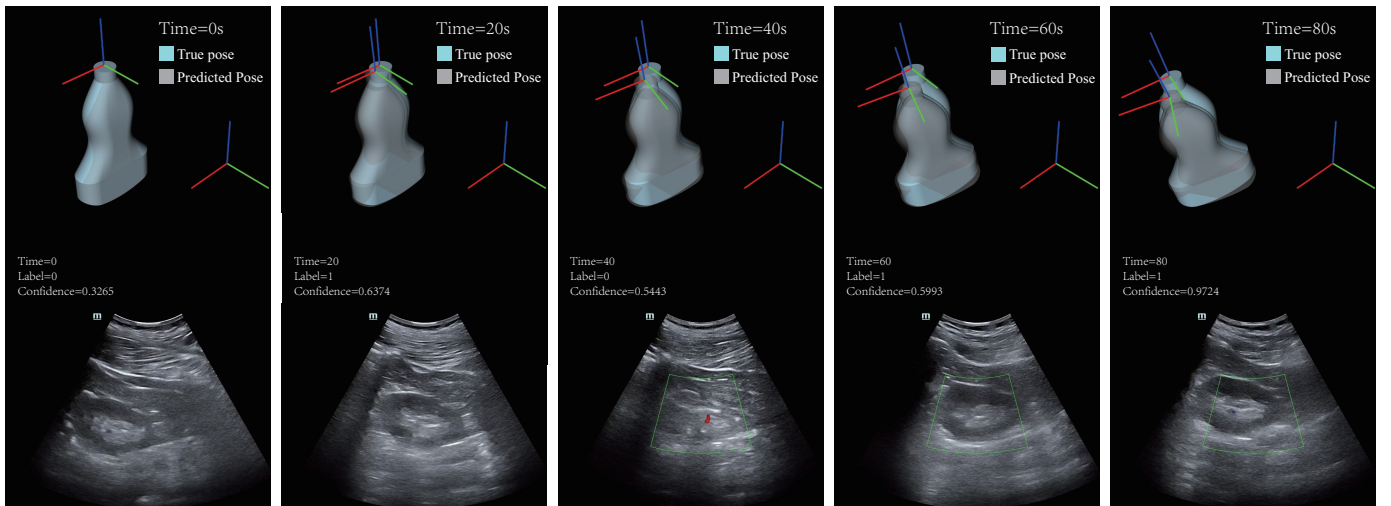 Time=0s
True pose
Predicted Pose
Time=0
Label=0
Confidence=0.3265
m
Time=20s
True pose
Predicted Pose
Time=20
Label=1
Confidence=0.6374
m
Time=40s
True pose
Predicted Pose
Time=40
Label=0
Confidence=0.5443
m
Time=60s
True pose
Predicted Pose
Time=60
Label=1
Confidence=0.5993
m
Time=80s
True pose
Predicted Pose
Time=80
Label=1
Confidence=0.9724
m